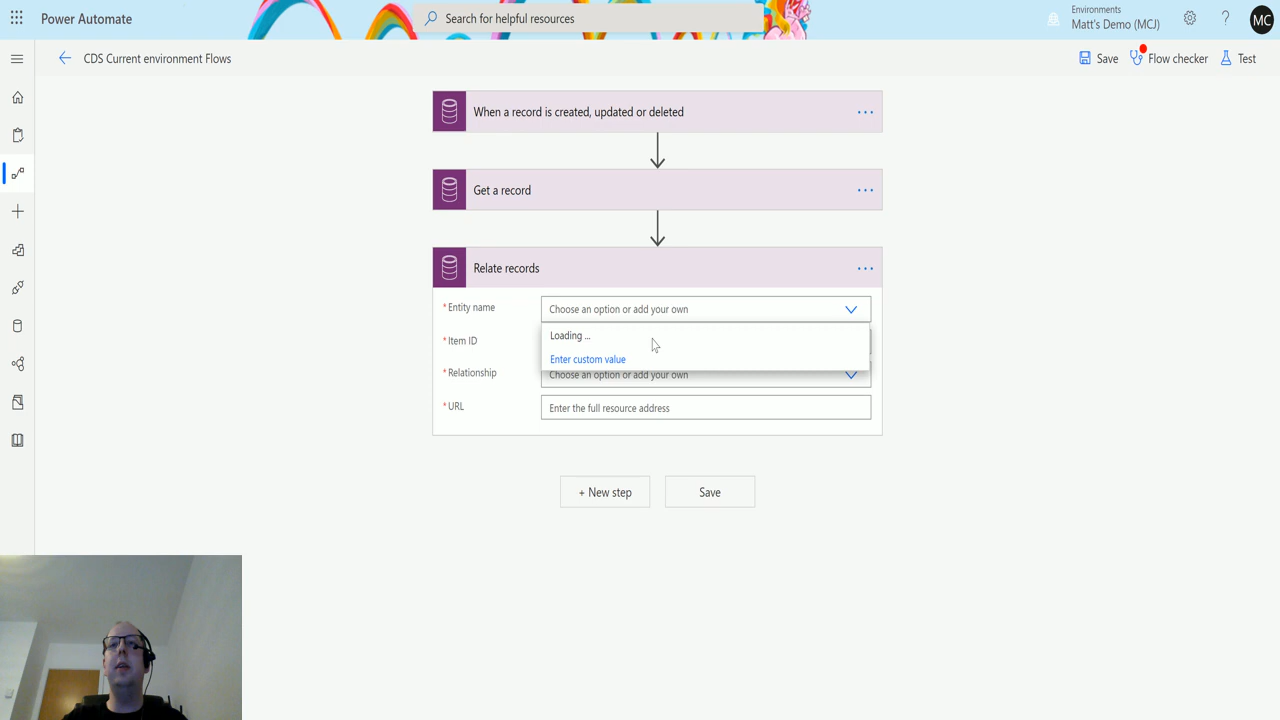 Power Automate
Search for helpful resources
Environments
Matt's Demo (MCJ)
?
MC
CDS Current environment Flows
Save
Flow checker
Test
When a record is created, updated or deleted
...
Get a record
...
Relate records
...
*Entity name
Choose an option or add your own
Loading ...
*Item ID
Enter custom value
*Relationship
Choose an option or add your own
*URL
Enter the full resource address
+ New step
Save